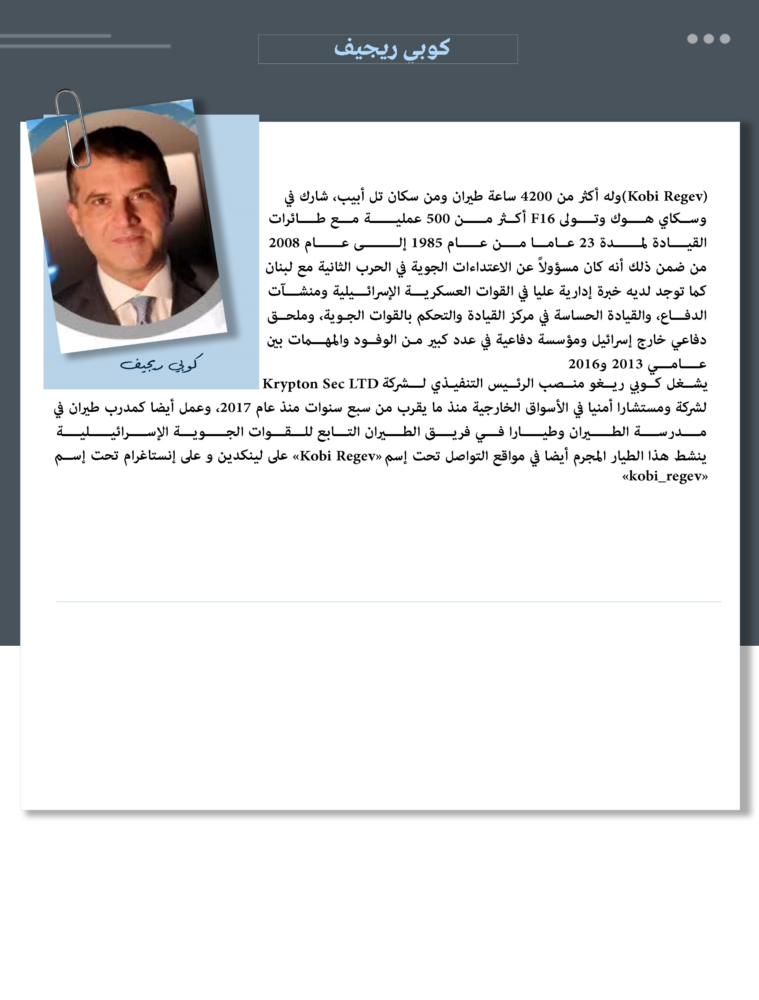 كوبي ريجيف
(Kobi Regev)وله أكثر من 4200 ساعة طيران ومن سكان تل أبيب، شارك في
وسكاي هوك وتولى F16 أكثر من 500 عملية مع طائرات
القيادة لمدة 23 عاما من عام 1985 إلى عام 2008
من ضمن ذلك أنه كان مسؤولاً عن الاعتداءات الجوية في الحرب الثانية مع لبنان
كما توجد لديه خبرة إدارية عليا في القوات العسكرية الإسرائيلية ومنشآت
الدفاع، والقيادة الحساسة في مركز القيادة والتحكم بالقوات الجوية، وملحق
دفاعي خارج إسرائيل ومؤسسة دفاعية في عدد كبير من الوفود والمهمات بين
عامي 2013 و2016
كوبي ريجيف
يشغل كوبي ريغو منصب الرئيس التنفيذي لشركة Krypton Sec LTD
لشركة ومستشارا أمنيا في الأسواق الخارجية منذ ما يقرب من سبع سنوات منذ عام 2017، وعمل أيضا كمدرب طيران في
مدرسة الطيران وطيارا في فريق الطيران التابع للقوات الجوية الإسرائيلية
ينشط هذا الطيار المجرم أيضا في مواقع التواصل تحت إسم «Kobi Regev» على لينكدين و على إنستاغرام تحت إسم
«kobi_regev»